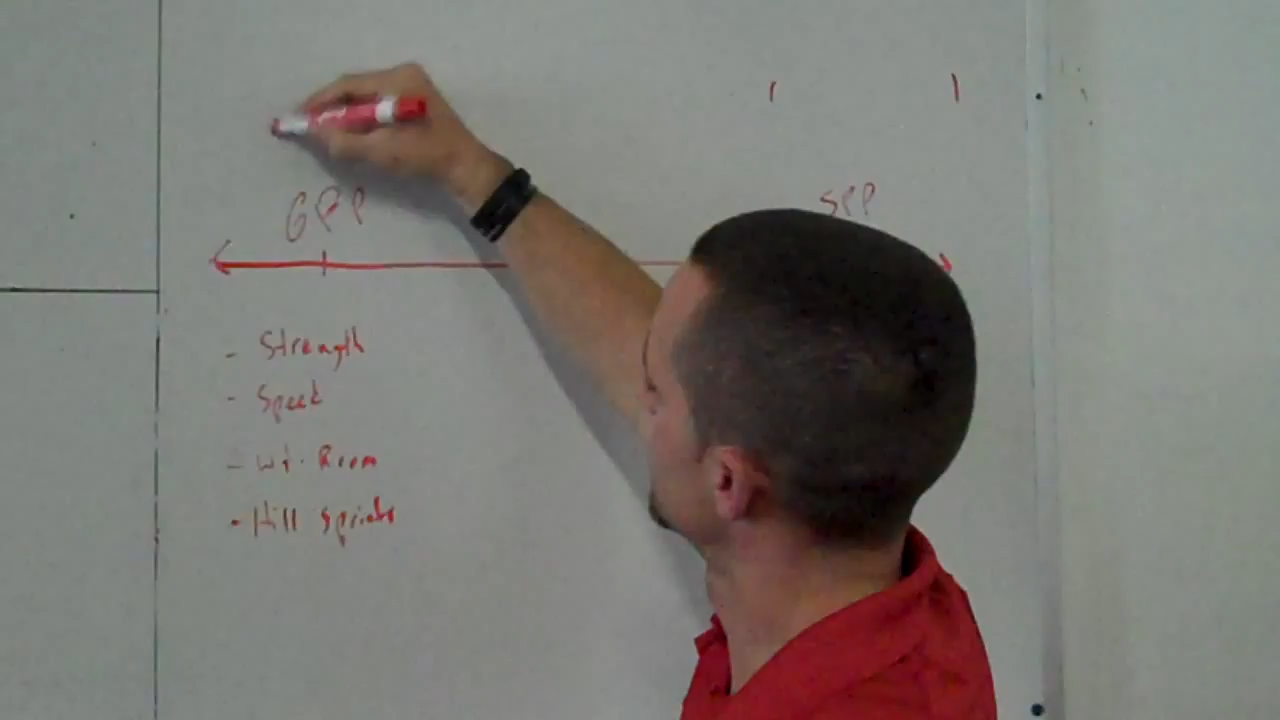 GPP
SPP
- Strength
- Speed
- Wt. Room
- Hill Sprints